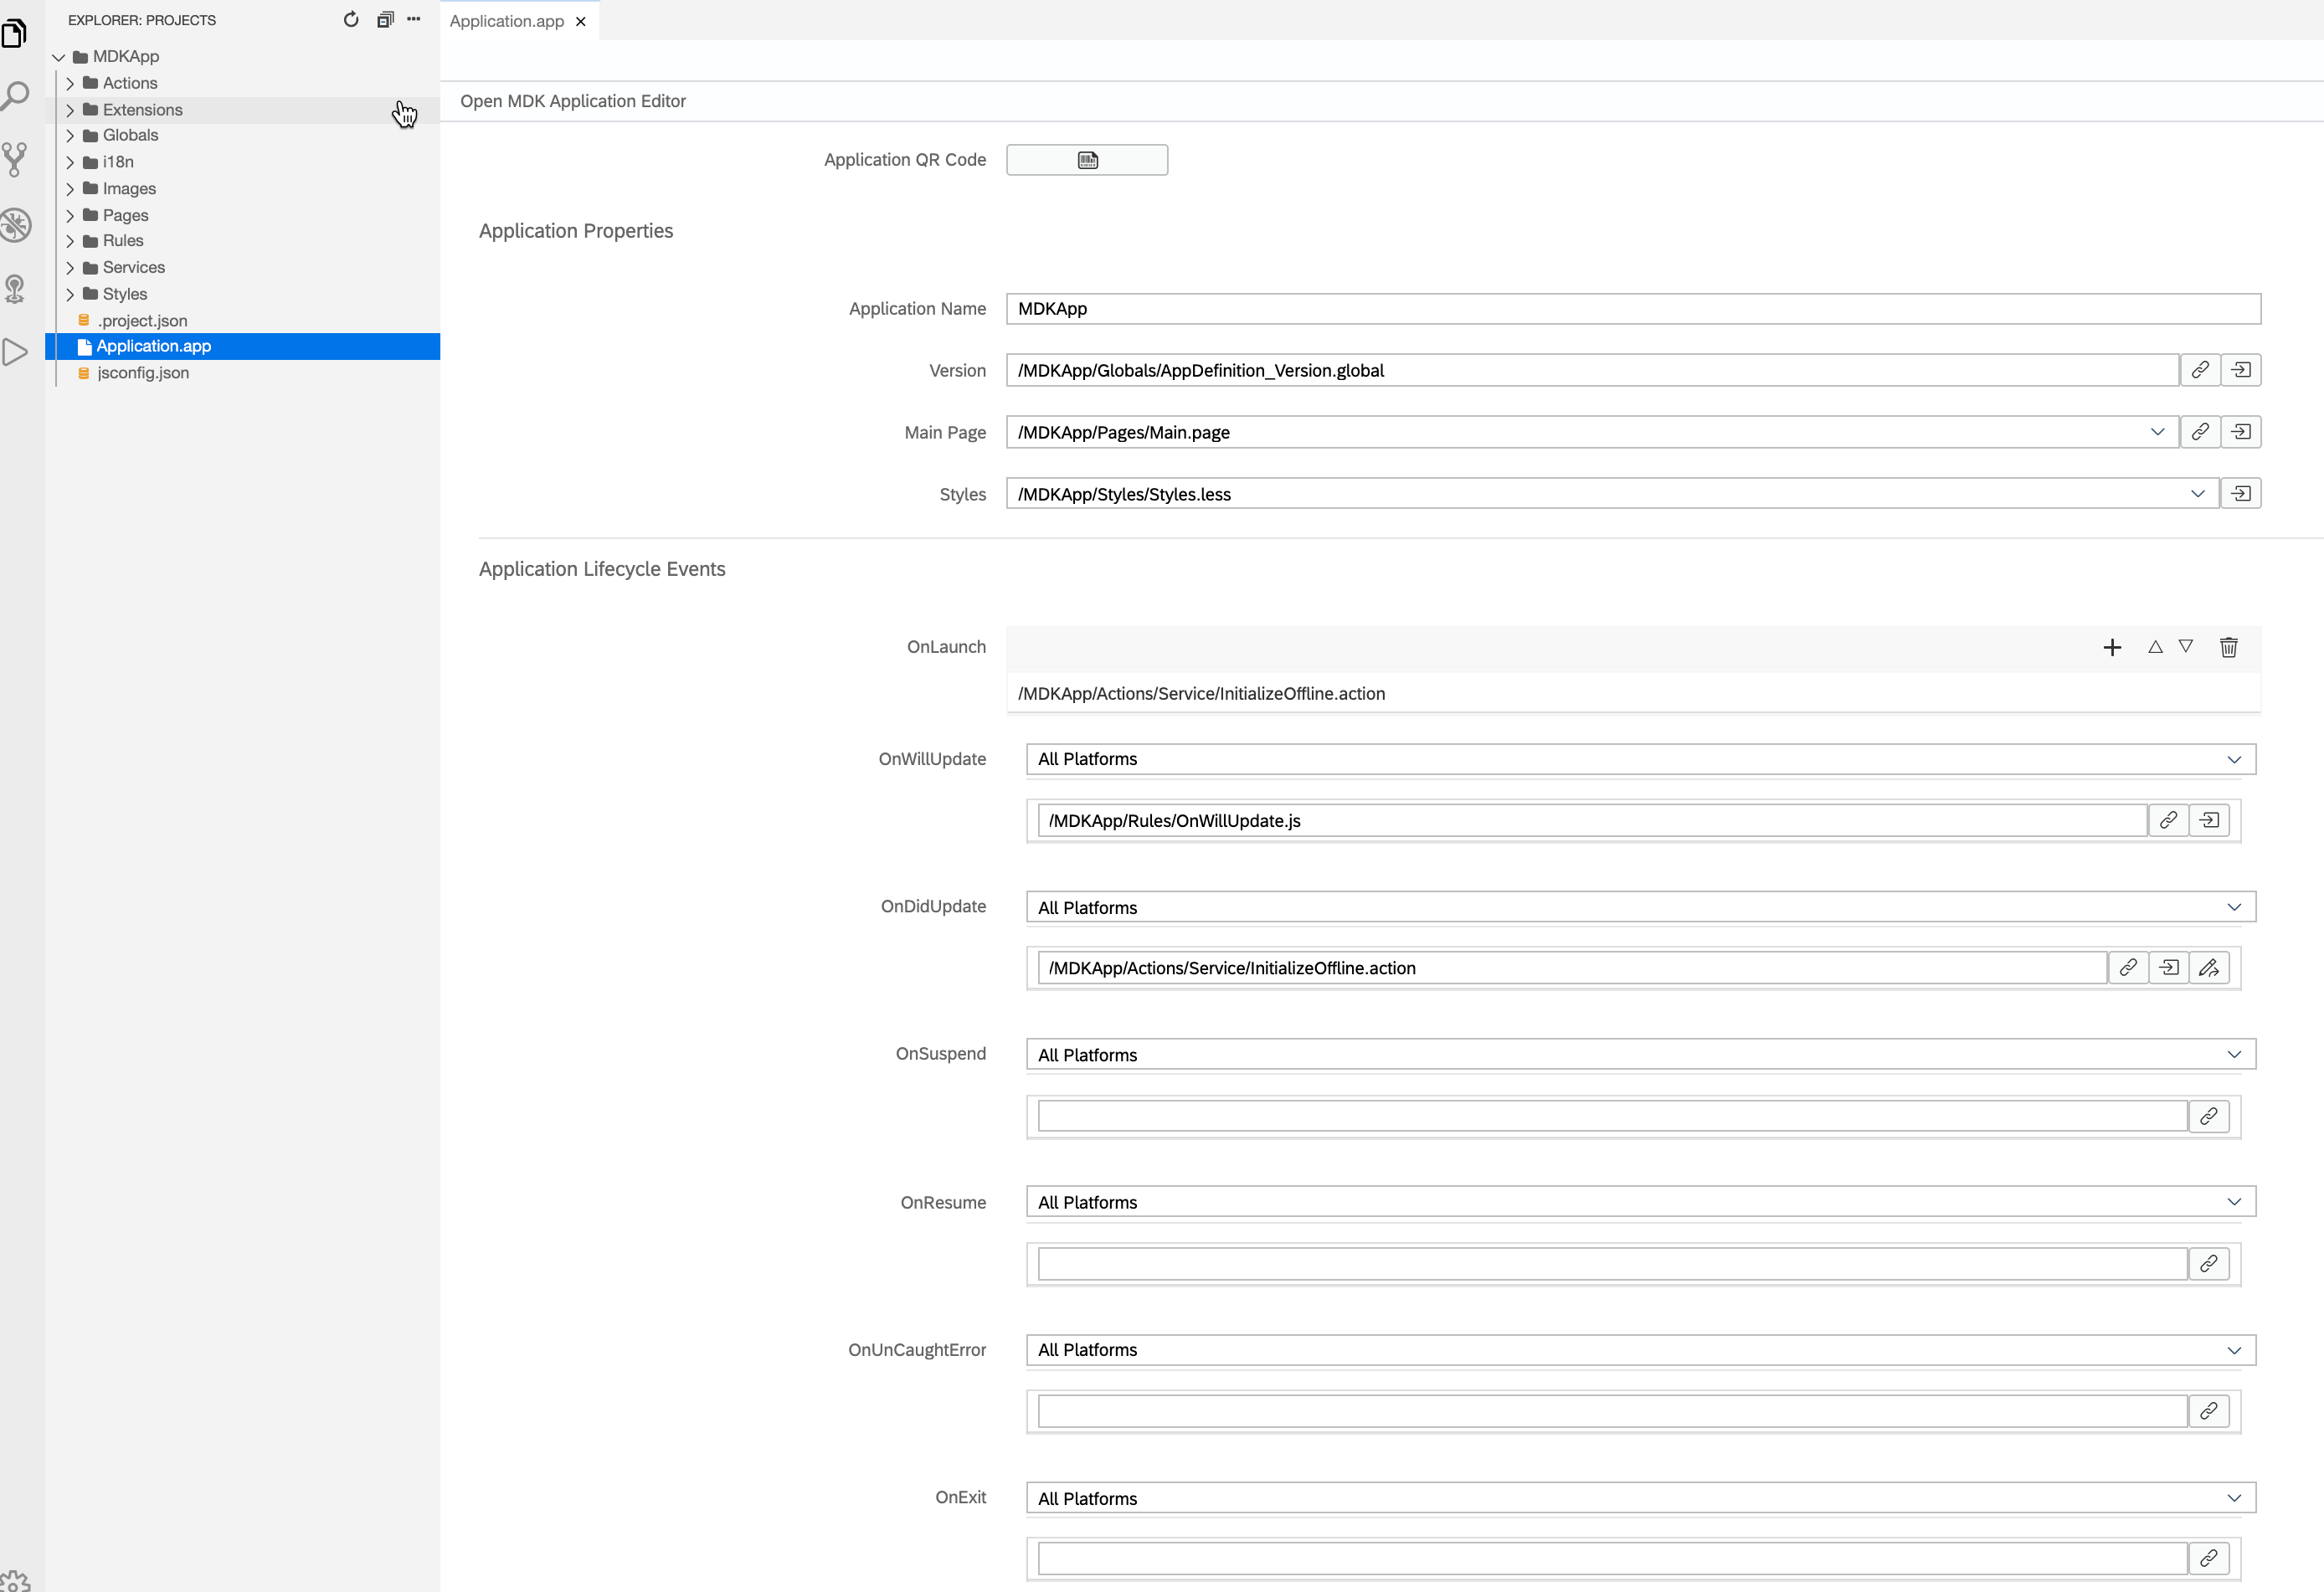 EXPLORER: PROJECTS
MDKApp
Actions
Extensions
Globals
i18n
Images
Pages
Rules
Services
Styles
.project.json
Application.app
jsconfig.json
Application.app
Open MDK Application Editor
Application QR Code
Application Properties
Application Name MDKApp
Version /MDKApp/Globals/AppDefinition_Version.global
Main Page /MDKApp/Pages/Main.page
Styles /MDKApp/Styles/Styles.less
Application Lifecycle Events
OnLaunch
/MDKApp/Actions/Service/InitializeOffline.action
OnWillUpdate All Platforms
/MDKApp/Rules/OnWillUpdate.js
OnDidUpdate All Platforms
/MDKApp/Actions/Service/InitializeOffline.action
OnSuspend All Platforms
OnResume All Platforms
OnUnCaughtError All Platforms
OnExit All Platforms